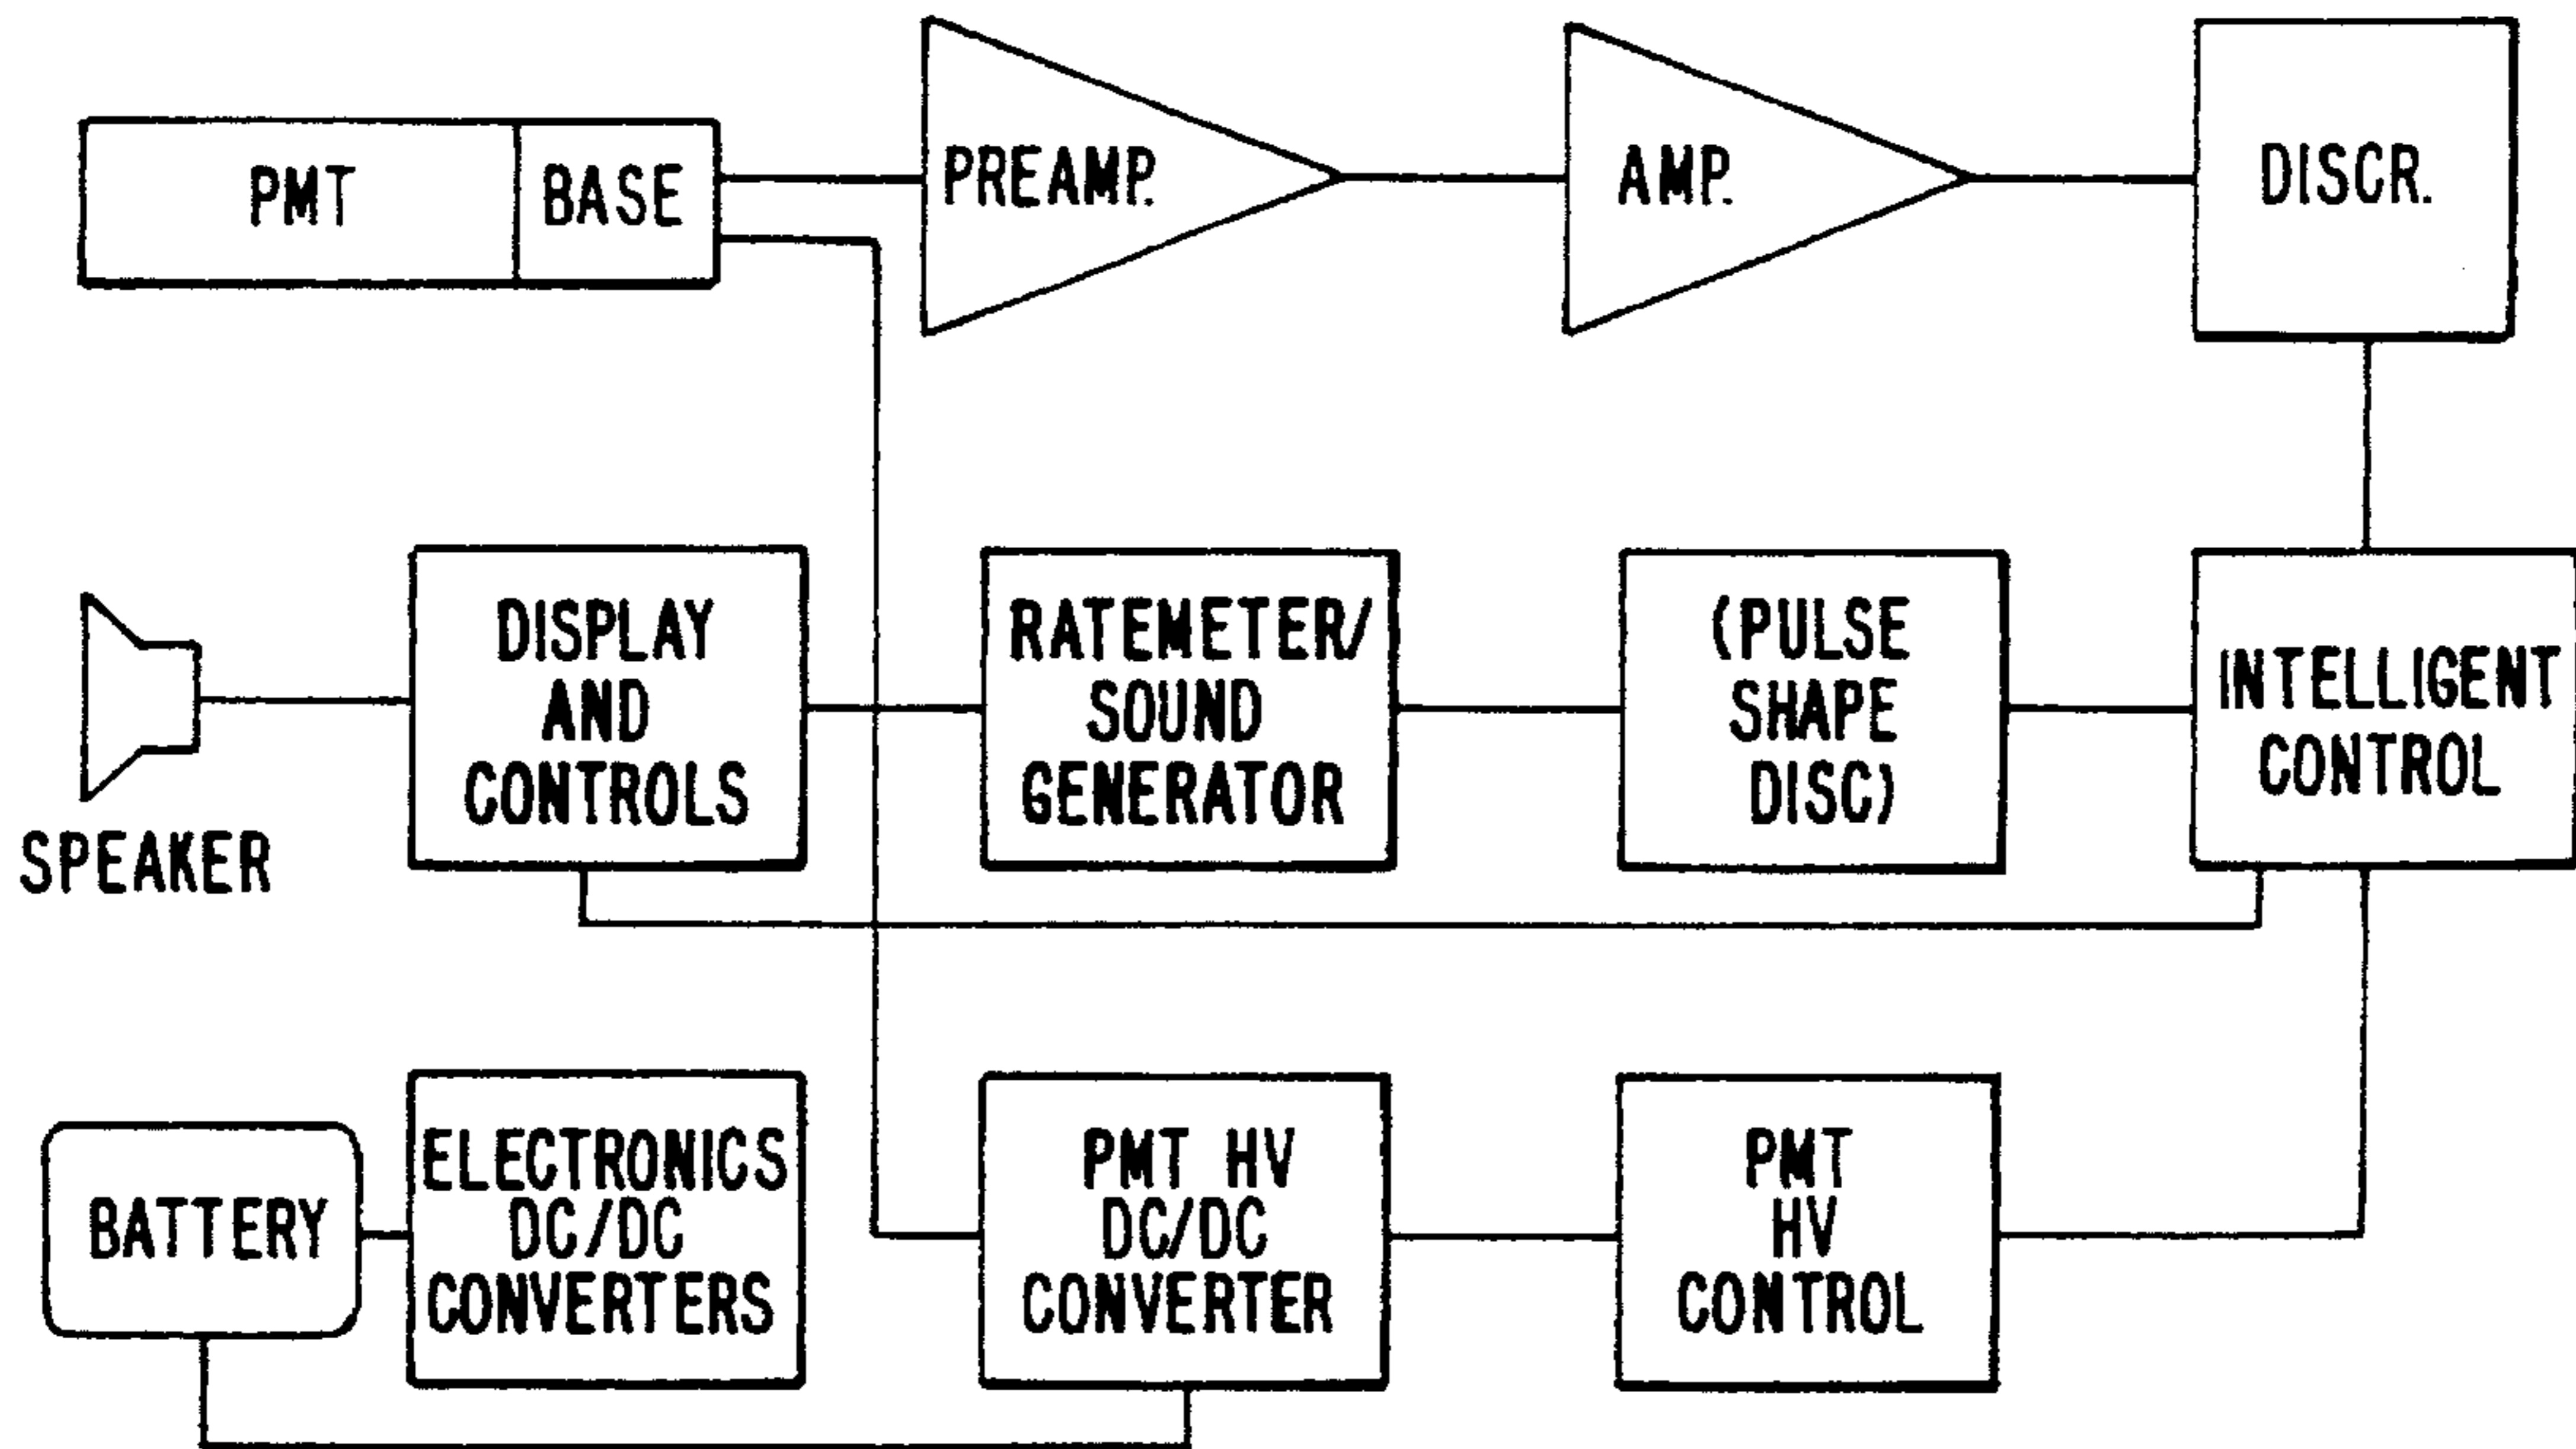 PMT
BASE
PREAMP.
AMP.
DISCR.
SPEAKER
DISPLAY
AND
CONTROLS
RATEMETER/
SOUND
GENERATOR
(PULSE
SHAPE
DISC)
INTELLIGENT
CONTROL
BATTERY
ELECTRONICS
DC/DC
CONVERTERS
PMT HV
DC/DC
CONVERTER
PMT
HV
CONTROL